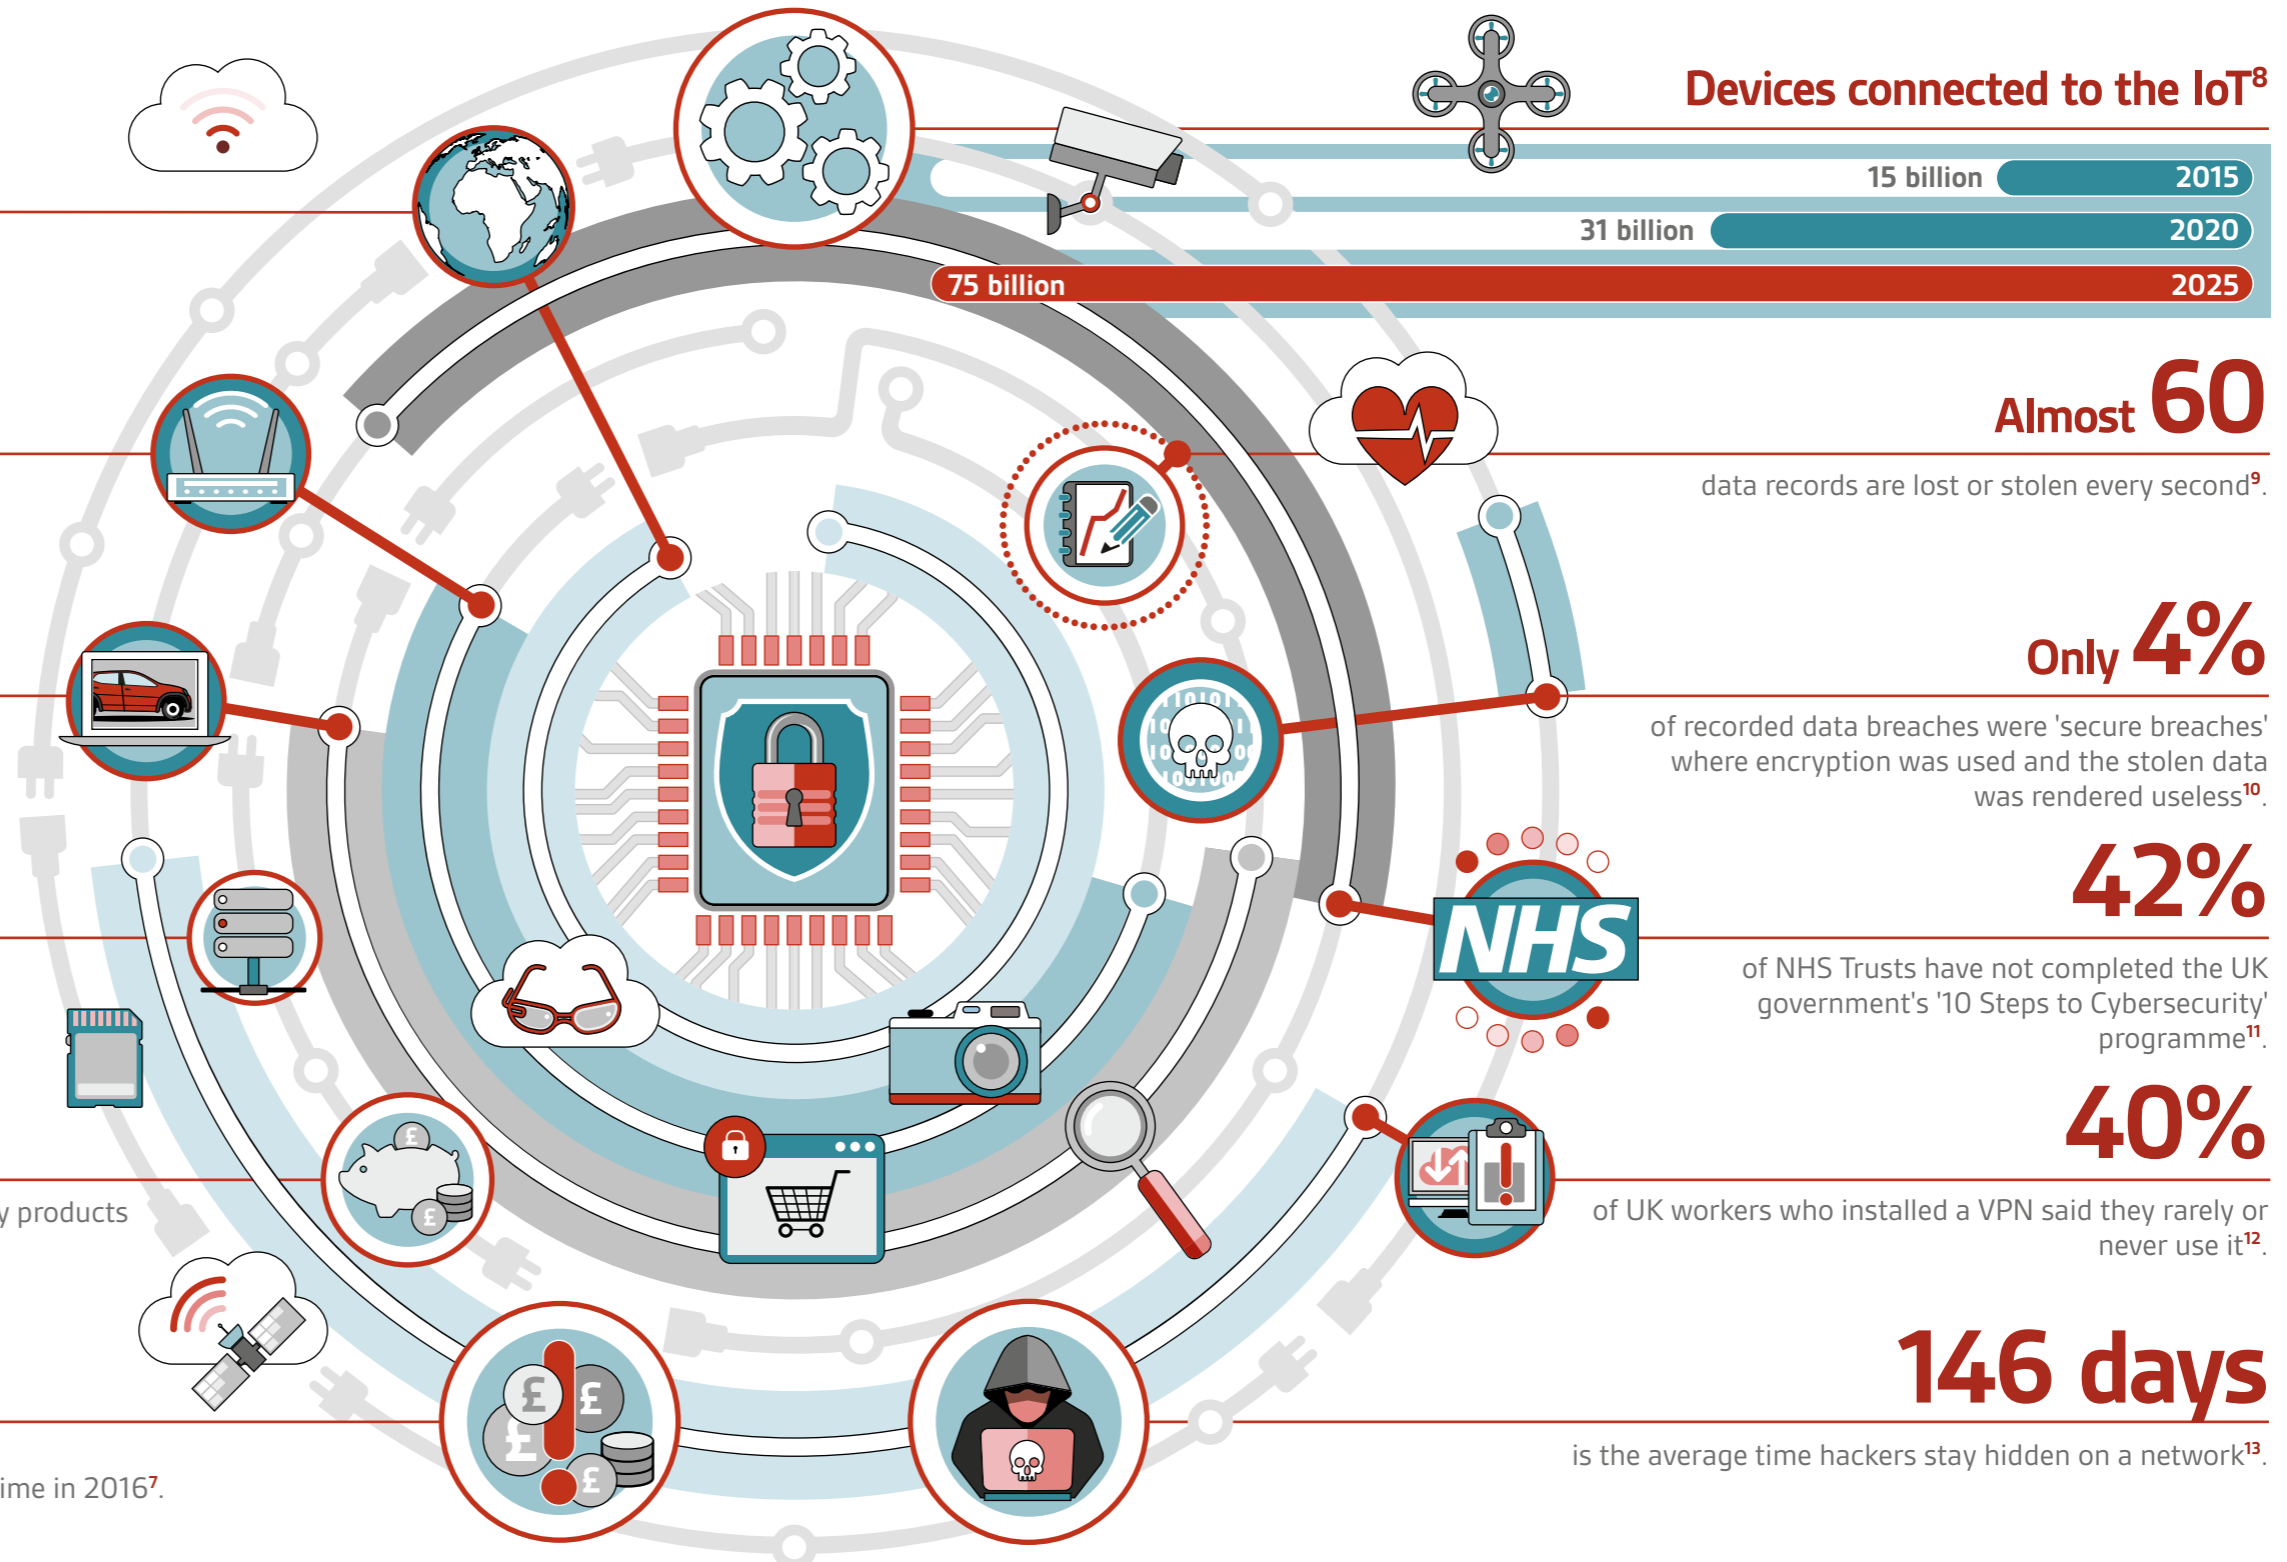 Devices connected to the IoT8
15 billion 2015
31 billion 2020
75 billion 2025
Almost 60
data records are lost or stolen every second9.
Only 4%
of recorded data breaches were 'secure breaches'
where encryption was used and the stolen data
was rendered useless10.
42%
NHS
of NHS Trusts have not completed the UK
government's '10 Steps to Cybersecurity'
programme11.
40%
of UK workers who installed a VPN said they rarely or
never use it12.
146 days
is the average time hackers stay hidden on a network13.
products
in 20167.
£
£
£
£
£
£